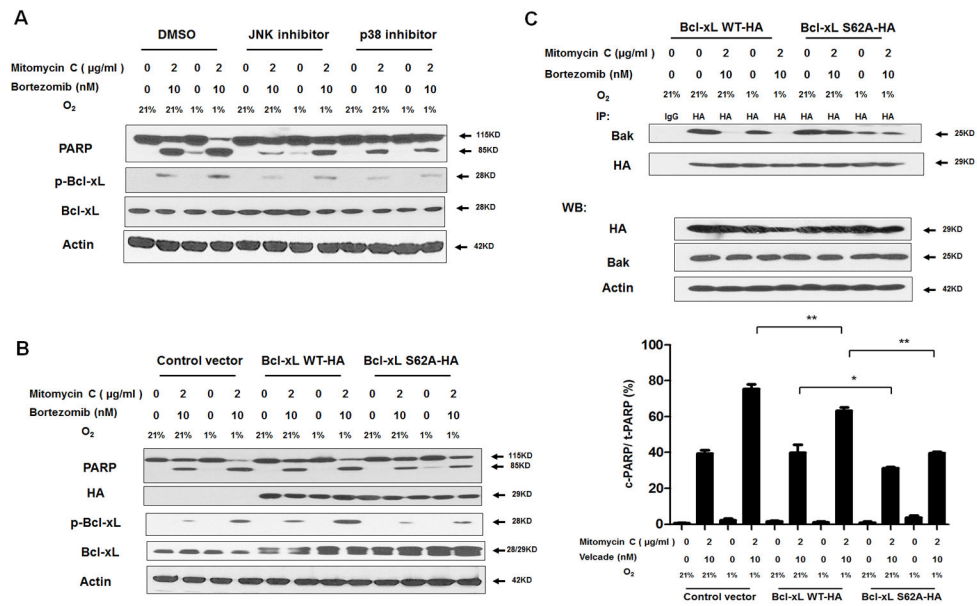 A
DMSO JNK inhibitor p38 inhibitor
Mitomycin C ( μg/ml ) 0 2 0 2 0 2 0 2 0 2 0 2
Bortezomib (nM) 0 10 0 10 0 10 0 10 0 10 0 10
O2 21% 21% 1% 1% 21% 21% 1% 1% 21% 21% 1% 1%
PARP 115KD
85KD
p-Bcl-xL 28KD
Bcl-xL 28KD
Actin 42KD
B
Control vector Bcl-xL WT-HA Bcl-xL S62A-HA
Mitomycin C ( μg/ml ) 0 2 0 2 0 2 0 2 0 2 0 2
Bortezomib (nM) 0 10 0 10 0 10 0 10 0 10 0 10
O2 21% 21% 1% 1% 21% 21% 1% 1% 21% 21% 1% 1%
PARP 115KD
85KD
HA 29KD
p-Bcl-xL 28KD
Bcl-xL 28/29KD
Actin 42KD
C
Bcl-xL WT-HA Bcl-xL S62A-HA
Mitomycin C (μg/ml) 0 0 2 0 2 0 2 0 2
Bortezomib (nM) 0 0 10 0 10 0 10 0 10
O2 21% 21% 21% 1% 1% 21% 21% 1% 1%
IP: IgG HA HA HA HA HA HA HA HA
Bak 25KD
HA 29KD
WB:
HA 29KD
Bak 25KD
Actin 42KD
**
**
*
c-PARP/ t-PARP (%)
100
80
60
40
20
0
Mitomycin C ( μg/ml ) 0 2 0 2 0 2 0 2 0 2 0 2
Velcade (nM) 0 10 0 10 0 10 0 10 0 10 0 10
O2 21% 21% 1% 1% 21% 21% 1% 1% 21% 21% 1% 1%
Control vector Bcl-xL WT-HA Bcl-xL S62A-HA